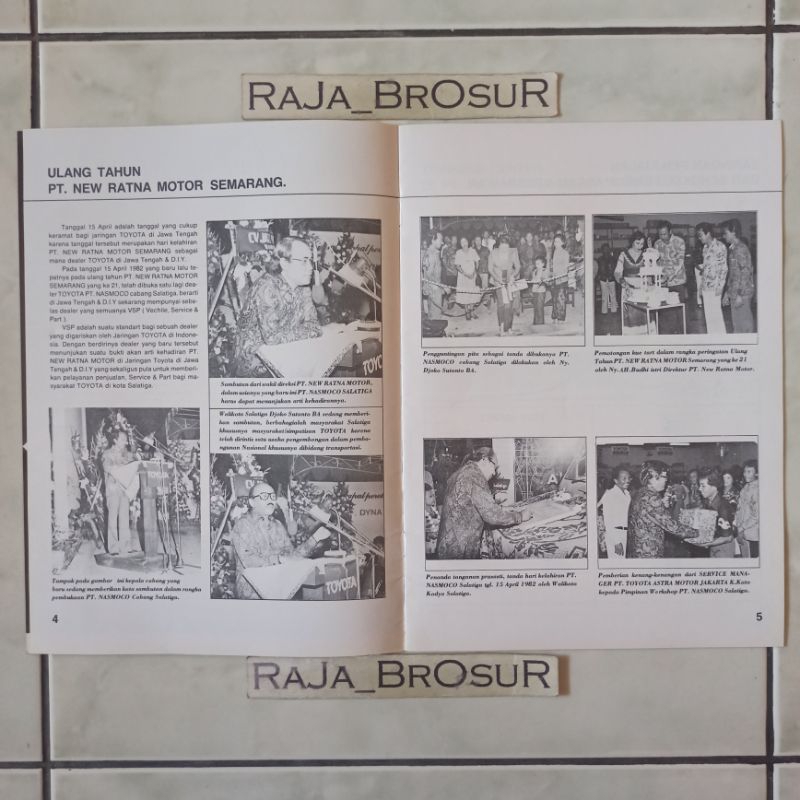 RAJA_BROSUR
ULANG TAHUN
PT. NEW RATNA MOTOR SEMARANG.
Tanggal 15 April adalah tanggal yang cukup
keramat bagi jaringan TOYOTA di Jawa Tengah
karena tanggal tersebut merupakan hari kelahiran
PT. NEW RATNA MOTOR SEMARANG sebagai
mana dealer TOYOTA di Jawa Tengah & D.I.Y.
Pada tanggal 15 April 1982 yang baru lalu te-
patnya pada ulang tahun PT. NEW RATNA MOTOR
SEMARANG yang ke 21, telah dibuka satu lagi dea-
ler TOYOTA PT. NASMOCO cabang Salatiga, berarti
di Jawa Tengah & D.I.Y sekarang mempunyai sebe-
las dealer yang semuanya VSP ( Vechile, Service &
Part ).
VSP adalah suatu standart bagi sebuah dealer
yang digariskan oleh Jaringan TOYOTA di Indone-
sia. Dengan berdirinya dealer yang baru tersebut
menunjukan suatu bukti akan arti kehadiran PT.
NEW RATNA MOTOR di Jaringan Toyota di Jawa
Tengah & D.I.Y yang sekaligus pula untuk memberi-
kan pelayanan penjualan. Service & Part bagi ma-
syarakat TOYOTA di kota Salatiga.
TOYO
Sambutan dari wakil direksi PT. NEW RATNA MOTOR,
dalam usianya yang baru ini PT. NASMOCO SALATIGA
harus dapat menunjukan arti kehadirannya.
Walikota Salatiga Djoko Sutanto BA sedang memberi-
kan sambutan, berbahagialah masyarakat Salatiga
khususnya masyarakat/simpatisan TOYOTA karena
telah dirintis satu usaha pengembangan dalam pemba-
ngunan Nasional khususnya dibidang transportasi.
DYNA
TOYOTA
Tampak pada gambar ini kepala cabang yang
baru sedang memberikan kata sambutan dalam rangka
pembukaan PT. NASMOCO Cabang Salatiga.
4
Pengguntingan pita sebagai tanda dibukanya PT.
NASMOCO cabang Salatiga dilakukan oleh Ny.
Djoko Sutanto BA.
Pemotongan kue tart dalam rangka peringatan Ulang
Tahun PT. NEW RATNA MOTOR Semarang yang ke 21
oleh Ny. AH. Budhi istri Direktur PT. New Ratna Motor.
Penanda tanganan prasasti, tanda hari kelahiran PT.
NASMOCO Salatiga tgl. 15 April 1982 oleh Walikota
Kodya Salatiga.
Pemberian kenang-kenangan dari SERVICE MANA-
GER PT. TOYOTA ASTRA MOTOR JAKARTA K. Koto
kepada Pimpinan Workshop PT. NASMOCO Salatiga.
5
RAJA_BROSUR